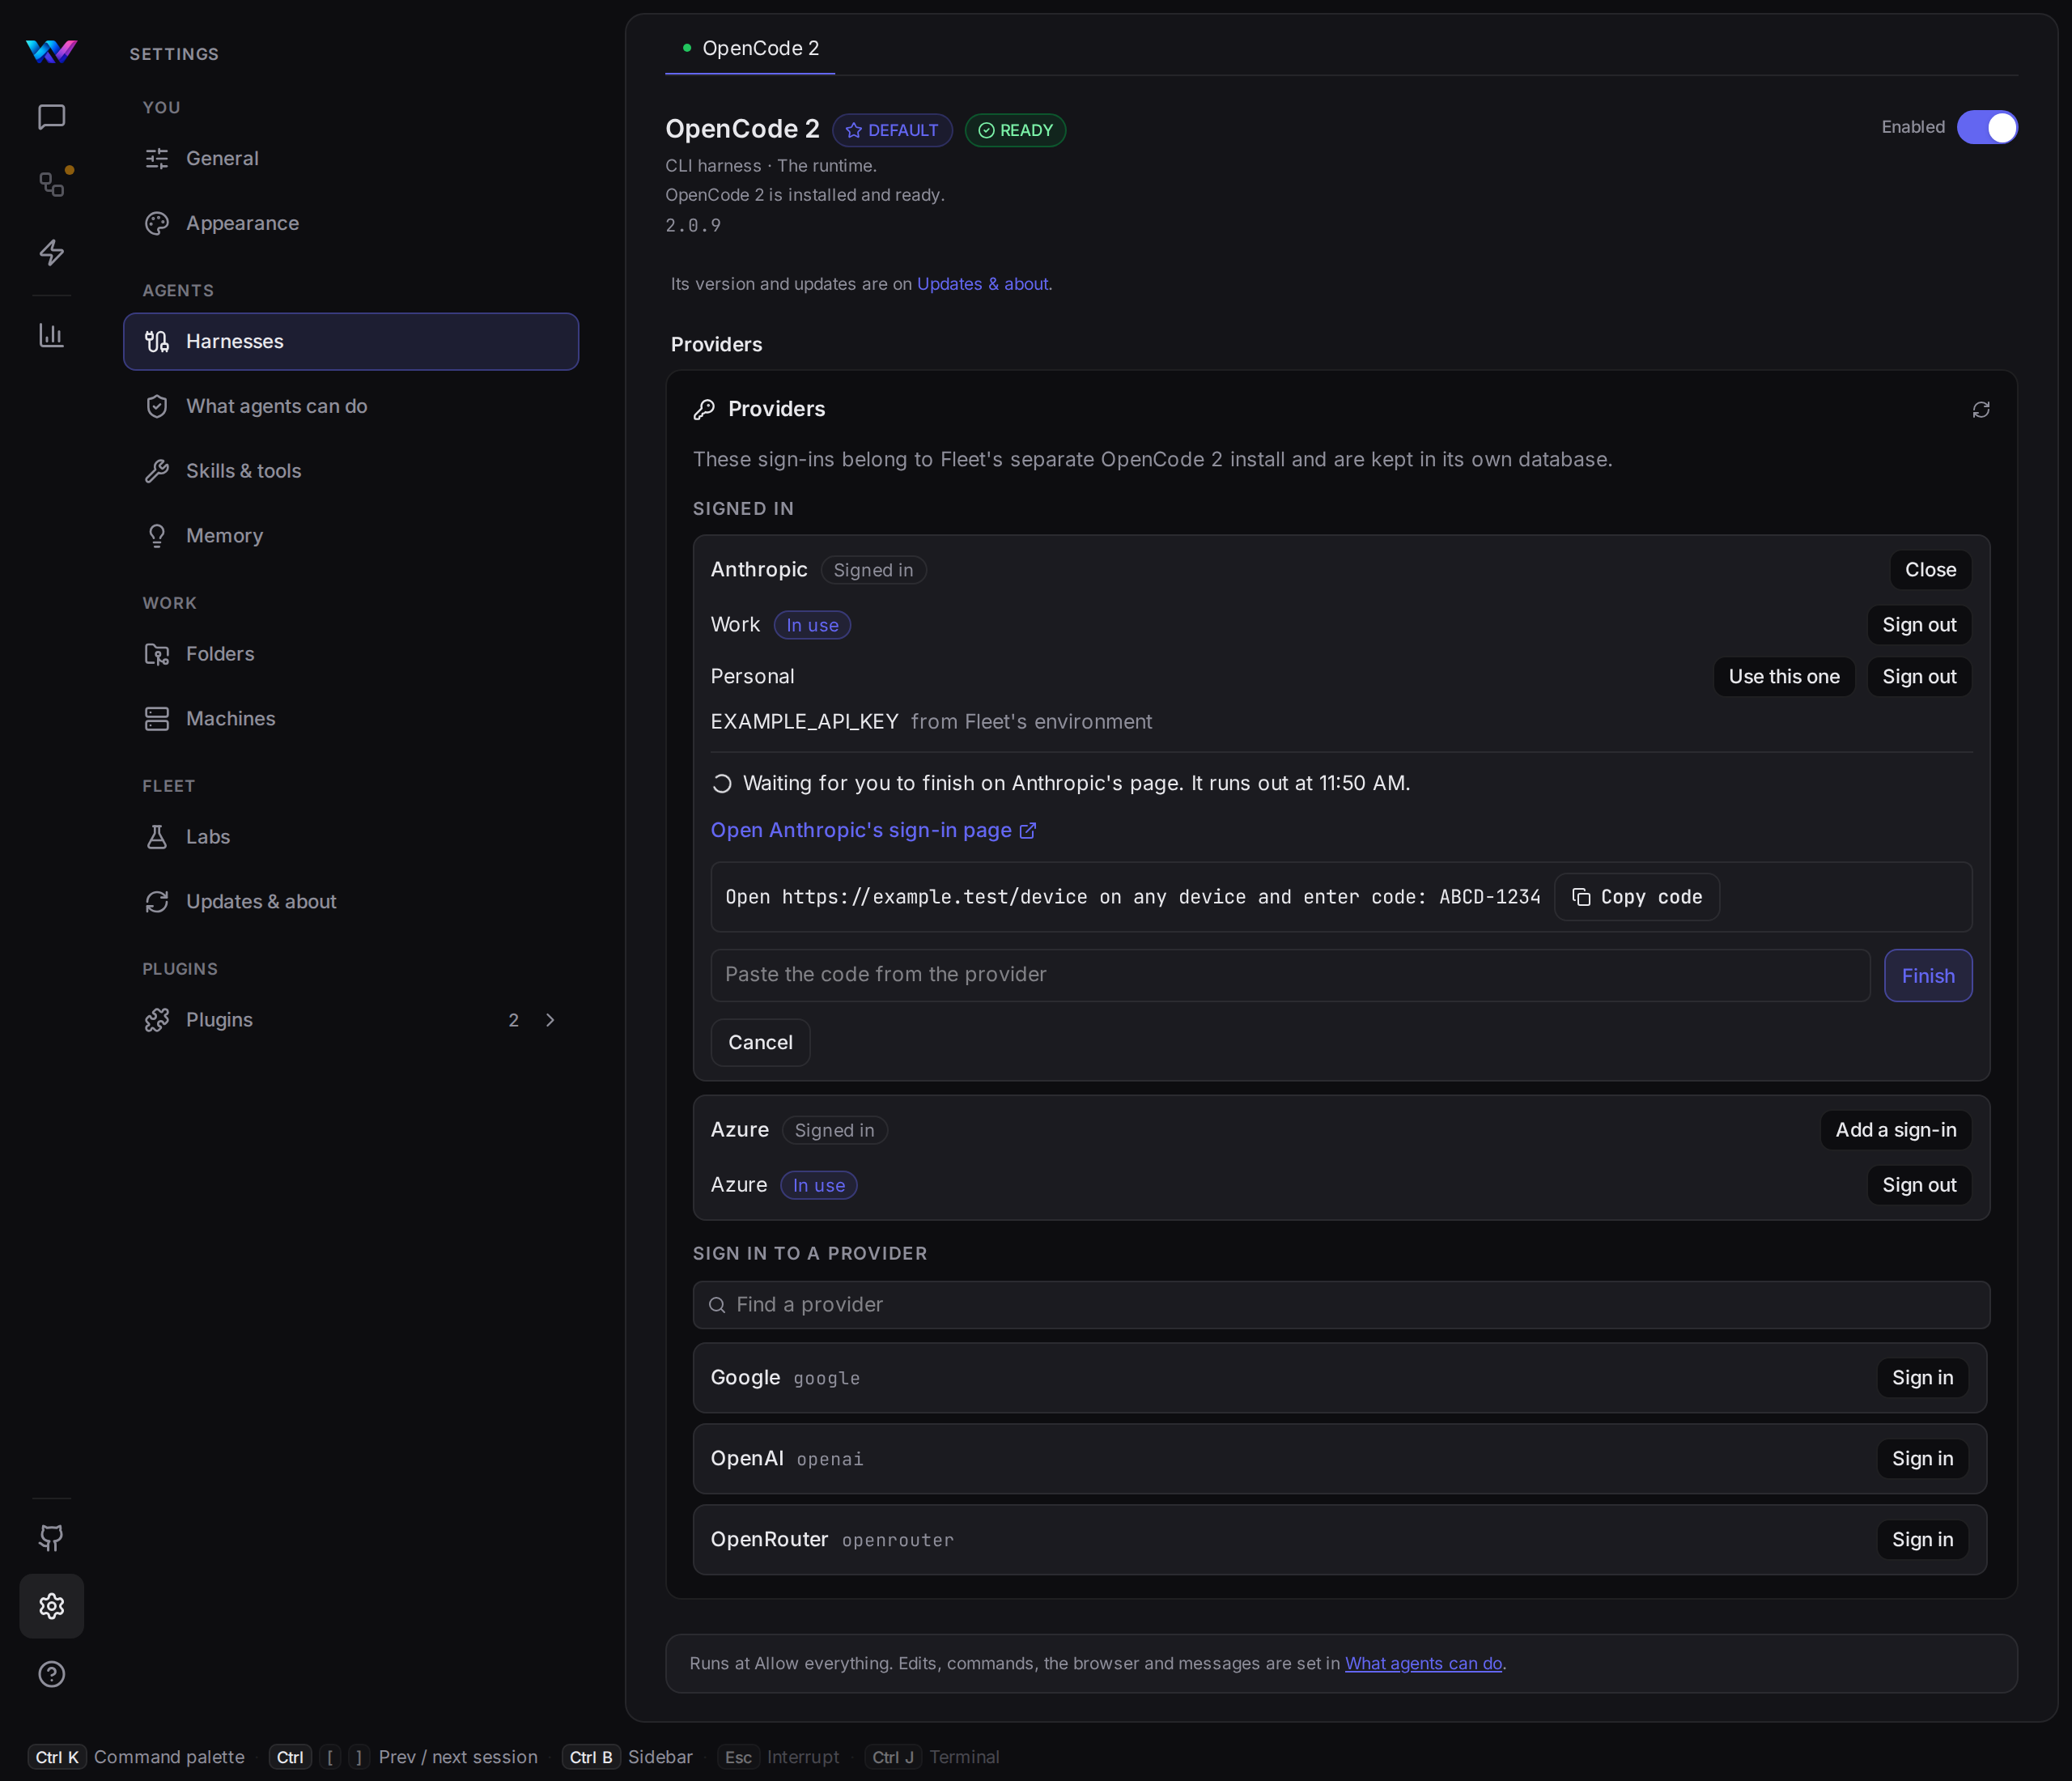 SETTINGS
YOU
General
Appearance
AGENTS
Harnesses
What agents can do
Skills & tools
Memory
WORK
Folders
Machines
FLEET
Labs
Updates & about
PLUGINS
Plugins 2
OpenCode 2
OpenCode 2 DEFAULT READY Enabled
CLI harness · The runtime.
OpenCode 2 is installed and ready.
2.0.9
Its version and updates are on Updates & about.
Providers
Providers
These sign-ins belong to Fleet's separate OpenCode 2 install and are kept in its own database.
SIGNED IN
Anthropic Signed in Close
Work In use Sign out
Personal Use this one Sign out
EXAMPLE_API_KEY from Fleet's environment
Waiting for you to finish on Anthropic's page. It runs out at 11:50 AM.
Open Anthropic's sign-in page
Open https://example.test/device on any device and enter code: ABCD-1234 Copy code
Paste the code from the provider Finish
Cancel
Azure Signed in Add a sign-in
Azure In use Sign out
SIGN IN TO A PROVIDER
Find a provider
Google google Sign in
OpenAI openai Sign in
OpenRouter openrouter Sign in
Runs at Allow everything. Edits, commands, the browser and messages are set in What agents can do.
Ctrl K Command palette · Ctrl [ ] Prev / next session · Ctrl B Sidebar · Esc Interrupt · Ctrl J Terminal